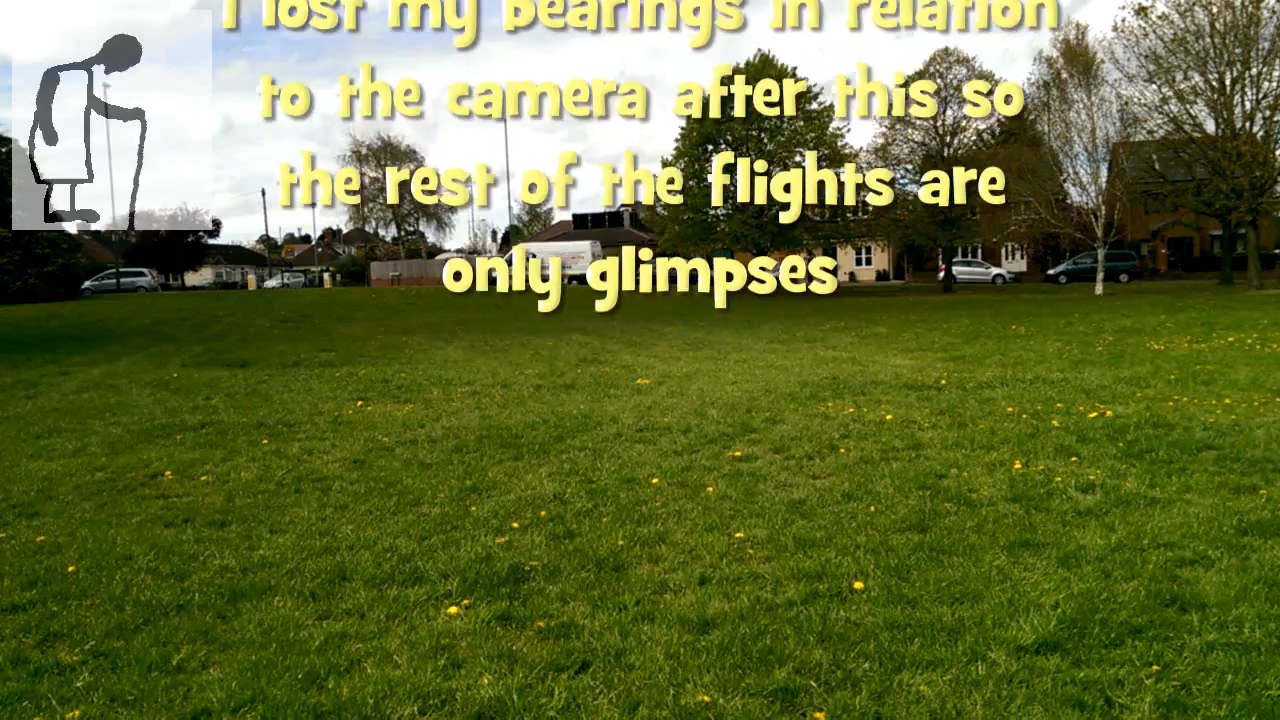 I lost my bearings in relation
to the camera after this so
the rest of the flights are
only glimpses